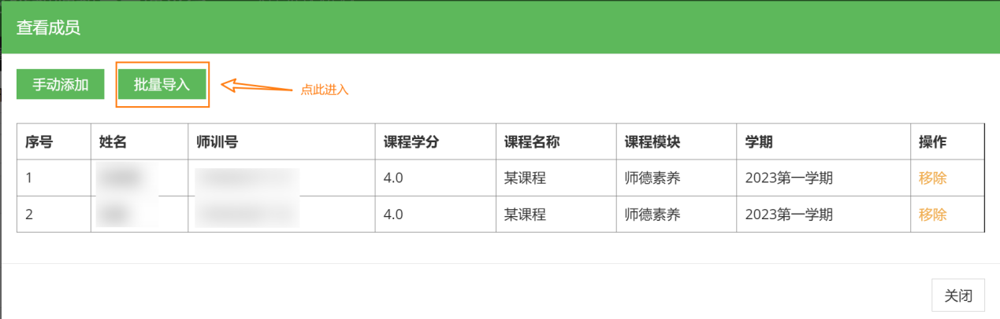 查看成员
手动添加 批量导入 点此进入
序号 姓名 师训号 课程学分 课程名称 课程模块 学期 操作
1 4.0 某课程 师德素养 2023第一学期 移除
2 4.0 某课程 师德素养 2023第一学期 移除
关闭